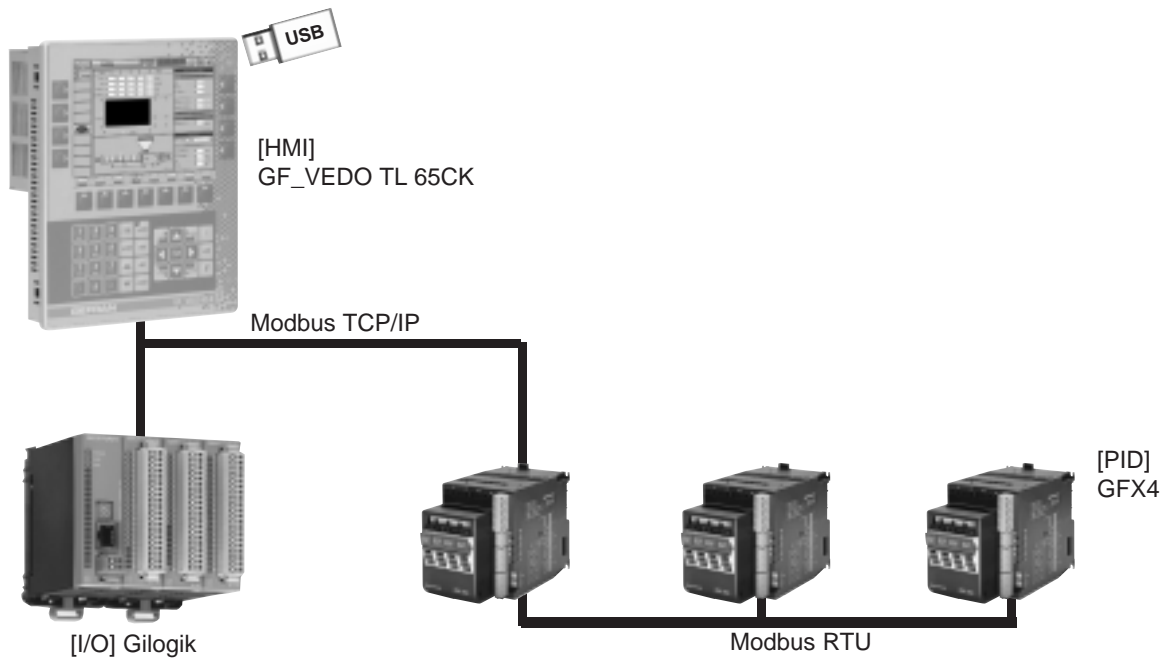 USB
[HMI]
GF_VEDO TL 65CK
Modbus TCP/IP
[PID]
GFX4
[I/O] Gilogik
Modbus RTU